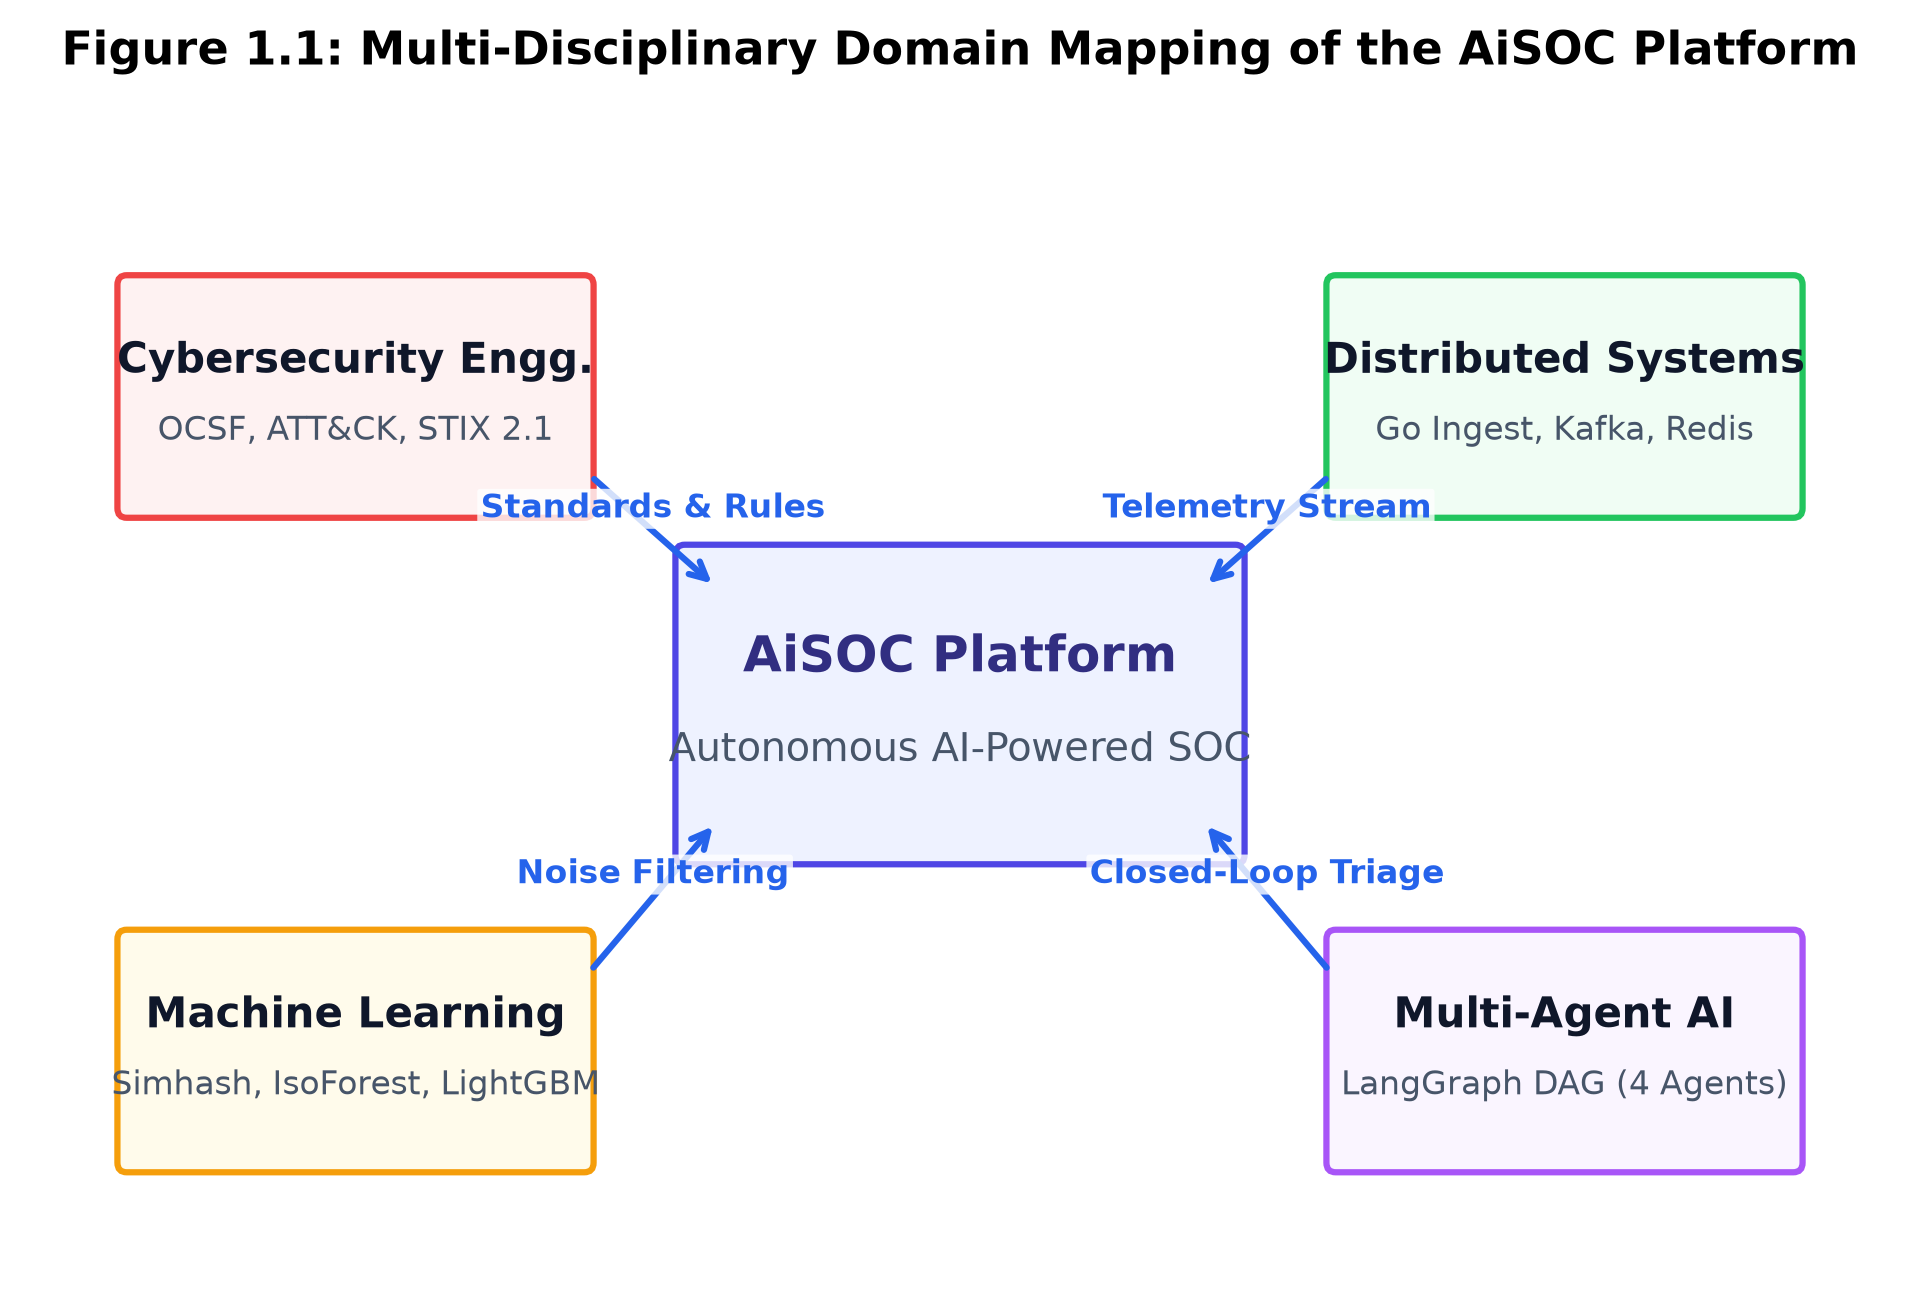 Figure 1.1: Multi-Disciplinary Domain Mapping of the AiSOC Platform
Cybersecurity Engg.
OCSF, ATT&CK, STIX 2.1
Distributed Systems
Go Ingest, Kafka, Redis
Standards & Rules
Telemetry Stream
AiSOC Platform
Autonomous AI-Powered SOC
Noise Filtering
Closed-Loop Triage
Machine Learning
Simhash, IsoForest, LightGBM
Multi-Agent AI
LangGraph DAG (4 Agents)